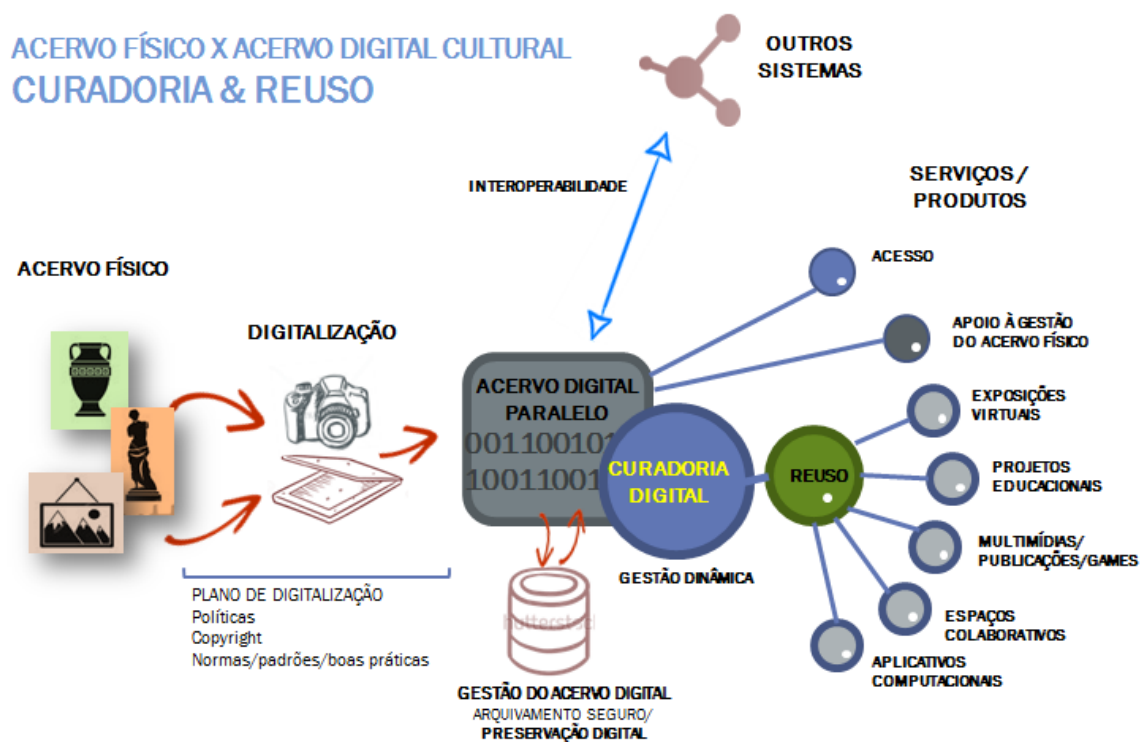 ACERVO FÍSICO X ACERVO DIGITAL CULTURAL
CURADORIA & REUSO
OUTROS
SISTEMAS
INTEROPERABILIDADE
SERVIÇOS /
PRODUTOS
ACERVO FÍSICO
DIGITALIZAÇÃO
ACERVO DIGITAL
PARALELO
00110010
10011001
CURADORIA
DIGITAL
GESTÃO DINÂMICA
REUSO
ACESSO
APOIO À GESTÃO
DO ACERVO FÍSICO
EXPOSIÇÕES
VIRTUAIS
PROJETOS
EDUCACIONAIS
MULTIMÍDIAS/
PUBLICAÇÕES/GAMES
ESPAÇOS
COLABORATIVOS
APLICATIVOS
COMPUTACIONAIS
PLANO DE DIGITALIZAÇÃO
Políticas
Copyright
Normas/padrões/boas práticas
GESTÃO DO ACERVO DIGITAL
ARQUIVAMENTO SEGURO/
PRESERVAÇÃO DIGITAL